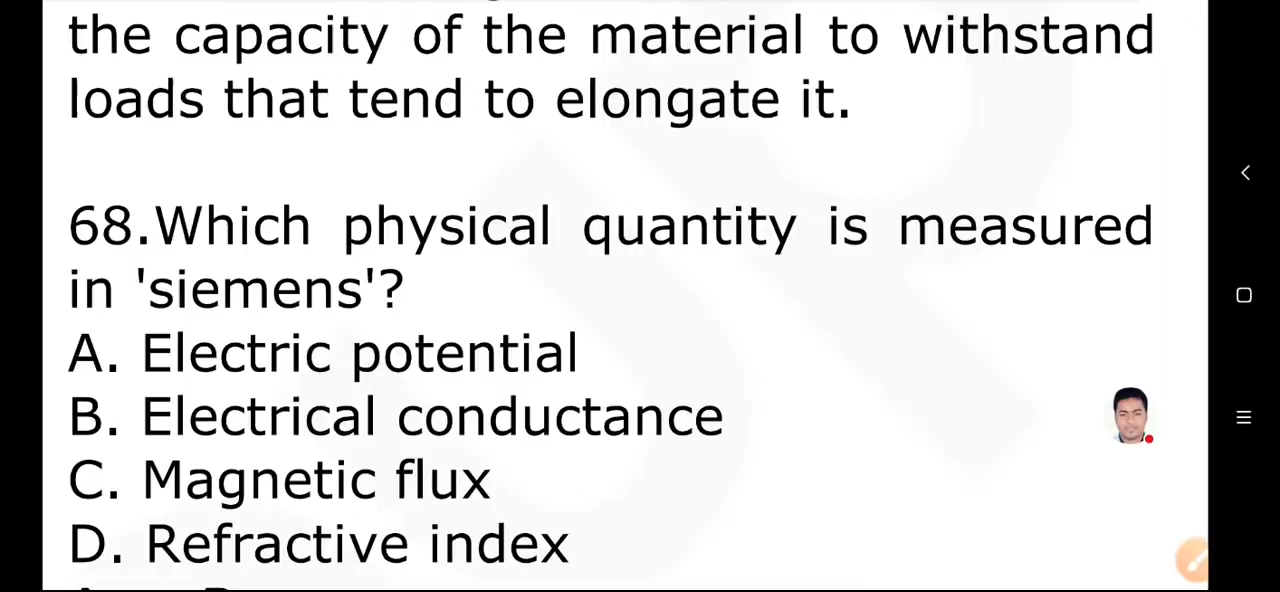 the capacity of the material to withstand
loads that tend to elongate it.
68.Which physical quantity is measured
in 'siemens'?
A. Electric potential
B. Electrical conductance
C. Magnetic flux
D. Refractive index